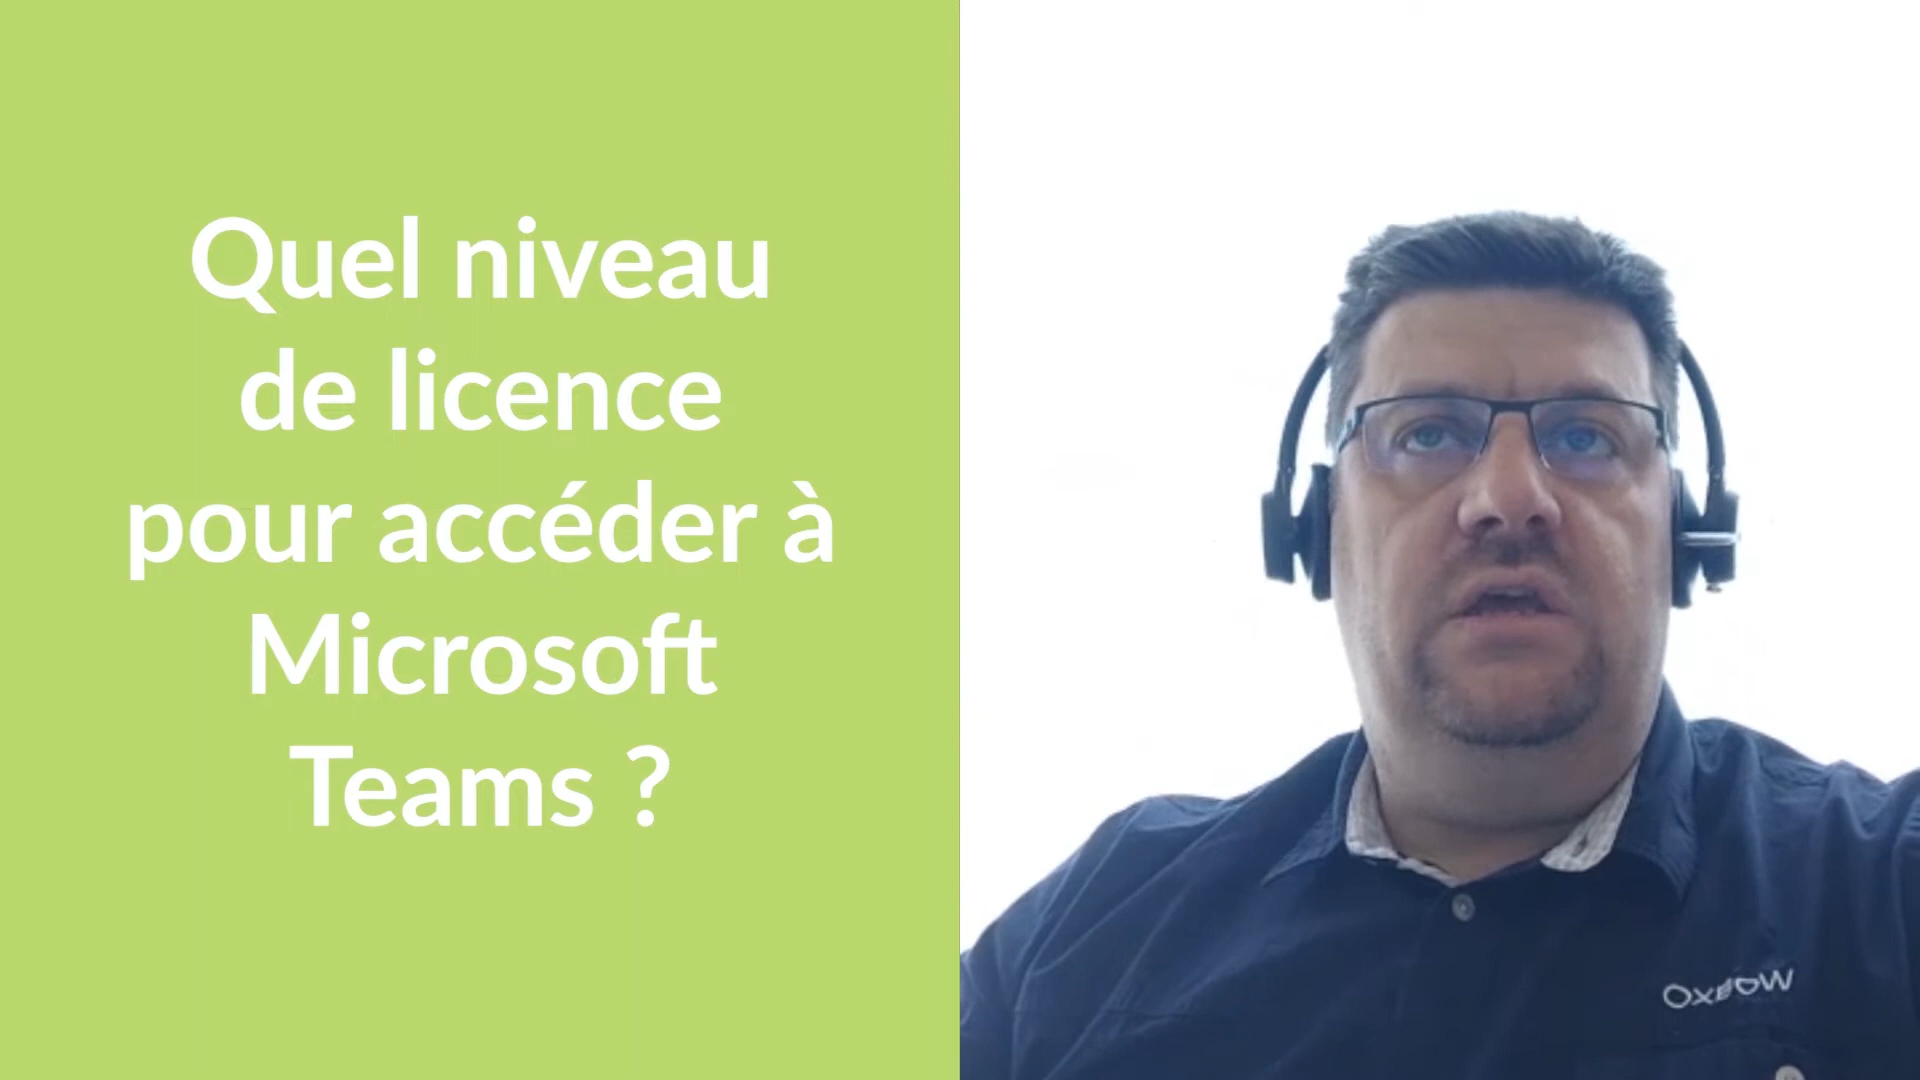 Quel niveau
de licence
pour accéder à
Microsoft
Teams ?
OXBOW